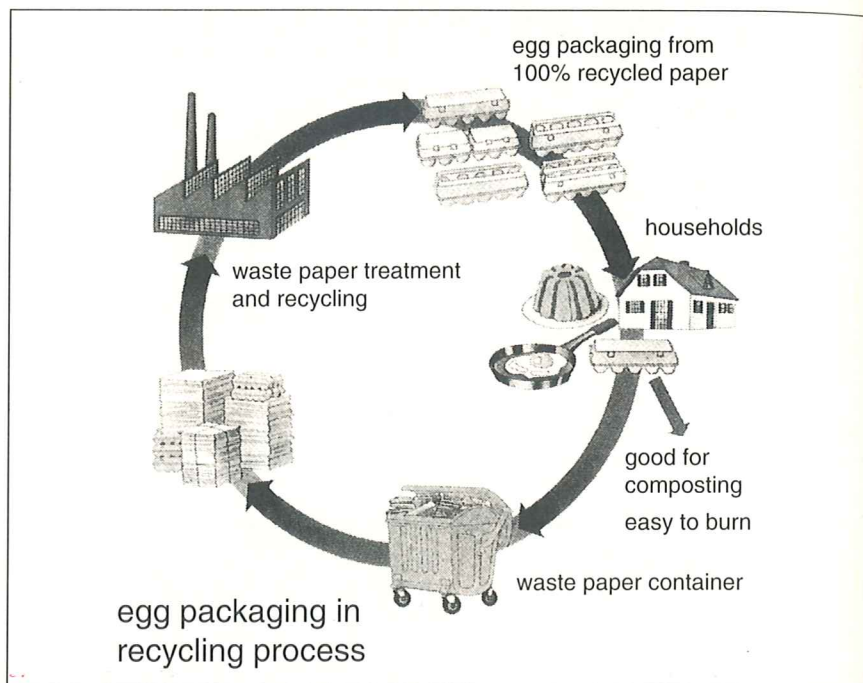 egg packaging from
100% recycled paper
households
waste paper treatment
and recycling
good for
composting
easy to burn
waste paper container
egg packaging in
recycling process